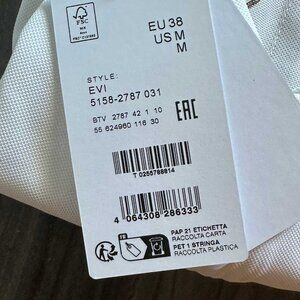 FSC
EU 38
US M
M
STYLE:
EVI
5158-2787 031
BTV 2787 42 1 10
55 624960 116 30
EAC
T 0255788814
4 064308 286333
FR
PAP 21 ETICHETTA
RACCOLTA CARTA
PET 1 STRINGA
RACCOLTA PLASTICA